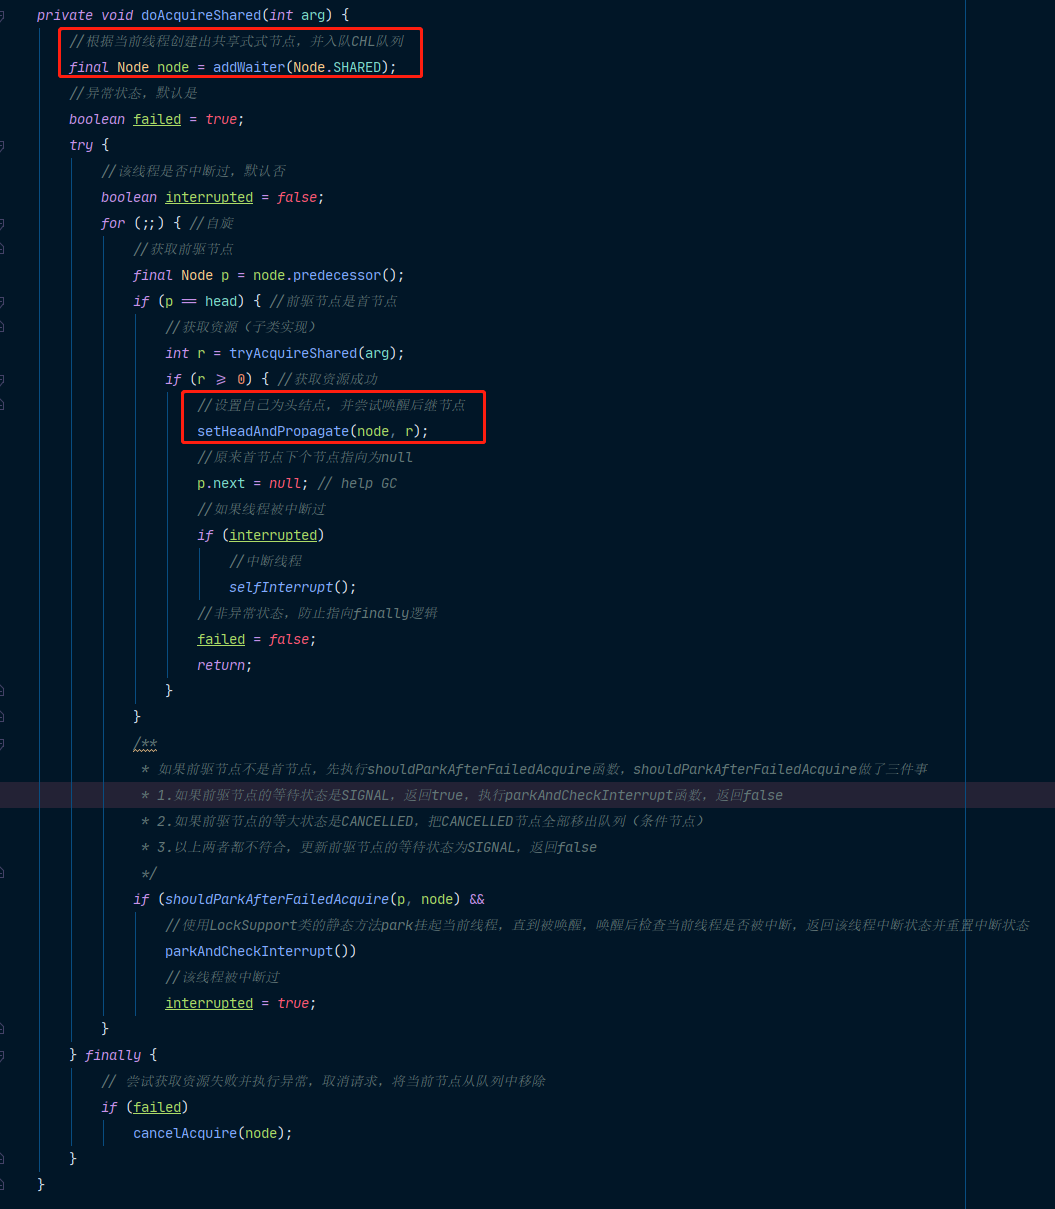 private void doAcquireShared(int arg) {
//根据当前线程创建出共享式式节点，并入队CHL队列
final Node node = addWaiter(Node.SHARED);
//异常状态，默认是
boolean failed = true;
try {
//该线程是否中断过，默认否
boolean interrupted = false;
for (;;) { //自旋
//获取前驱节点
final Node p = node.predecessor();
if (p == head) { //前驱节点是首节点
//获取资源（子类实现）
int r = tryAcquireShared(arg);
if (r >= 0) { //获取资源成功
//设置自己为头结点，并尝试唤醒后继节点
setHeadAndPropagate(node, r);
//原来首节点下个节点指向为null
p.next = null; // help GC
//如果线程被中断过
if (interrupted)
//中断线程
selfInterrupt();
//非异常状态，防止指向finally逻辑
failed = false;
return;
}
}
/**
* 如果前驱节点不是首节点，先执行shouldParkAfterFailedAcquire函数，shouldParkAfterFailedAcquire做了三件事
* 1.如果前驱节点的等待状态是SIGNAL，返回true，执行parkAndCheckInterrupt函数，返回false
* 2.如果前驱节点的等大状态是CANCELLED，把CANCELLED节点全部移出队列（条件节点）
* 3.以上两者都不符合，更新前驱节点的等待状态为SIGNAL，返回false
*/
if (shouldParkAfterFailedAcquire(p, node) &&
//使用LockSupport类的静态方法park挂起当前线程，直到被唤醒，唤醒后检查当前线程是否被中断，返回该线程中断状态并重置中断状态
parkAndCheckInterrupt())
//该线程被中断过
interrupted = true;
}
} finally {
// 尝试获取资源失败并执行异常，取消请求，将当前节点从队列中移除
if (failed)
cancelAcquire(node);
}
}